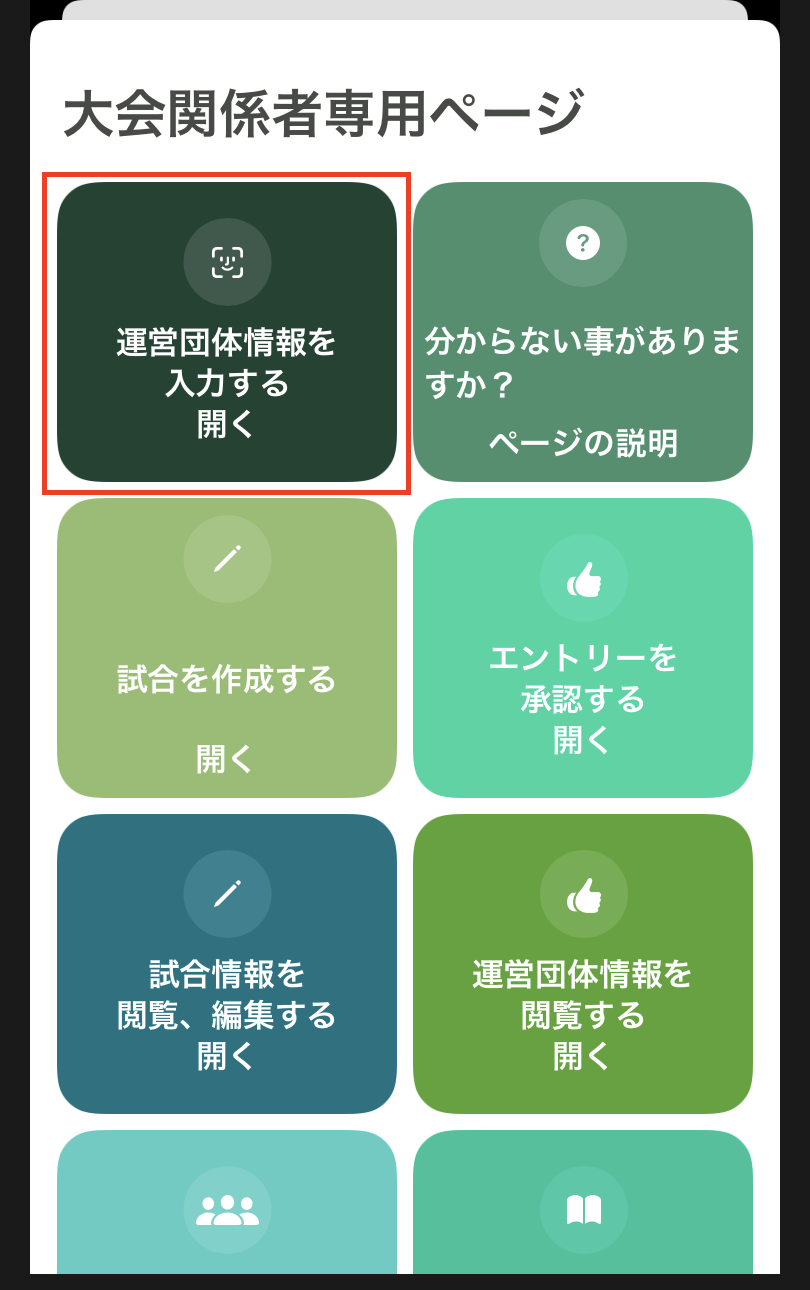 大会関係者専用ページ
運営団体情報を
入力する
開く
?
分からない事がありま
すか？
ページの説明
試合を作成する
開く
エントリーを
承認する
開く
試合情報を
閲覧、編集する
開く
運営団体情報を
閲覧する
開く